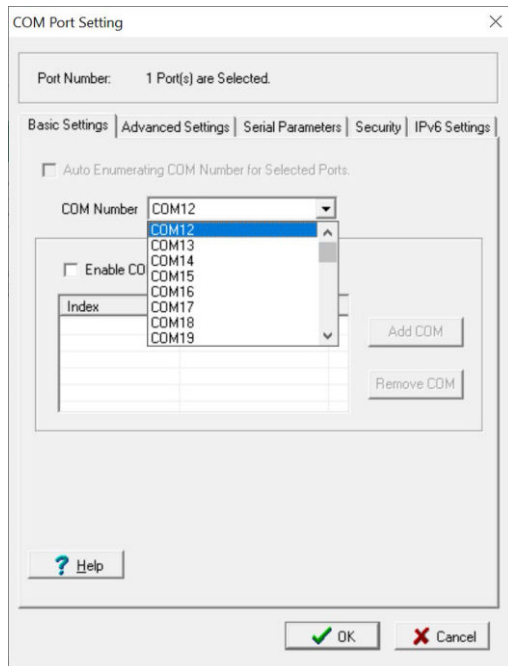 COM Port Setting
Port Number: 1 Port(s) are Selected.
Basic Settings Advanced Settings Serial Parameters Security IPv6 Settings
Auto Enumerating COM Number for Selected Ports.
COM Number COM12
COM12
COM13
COM14
Enable CO
COM15
COM16
Index
COM17
COM18
COM19
Add COM
Remove COM
? Help
OK Cancel